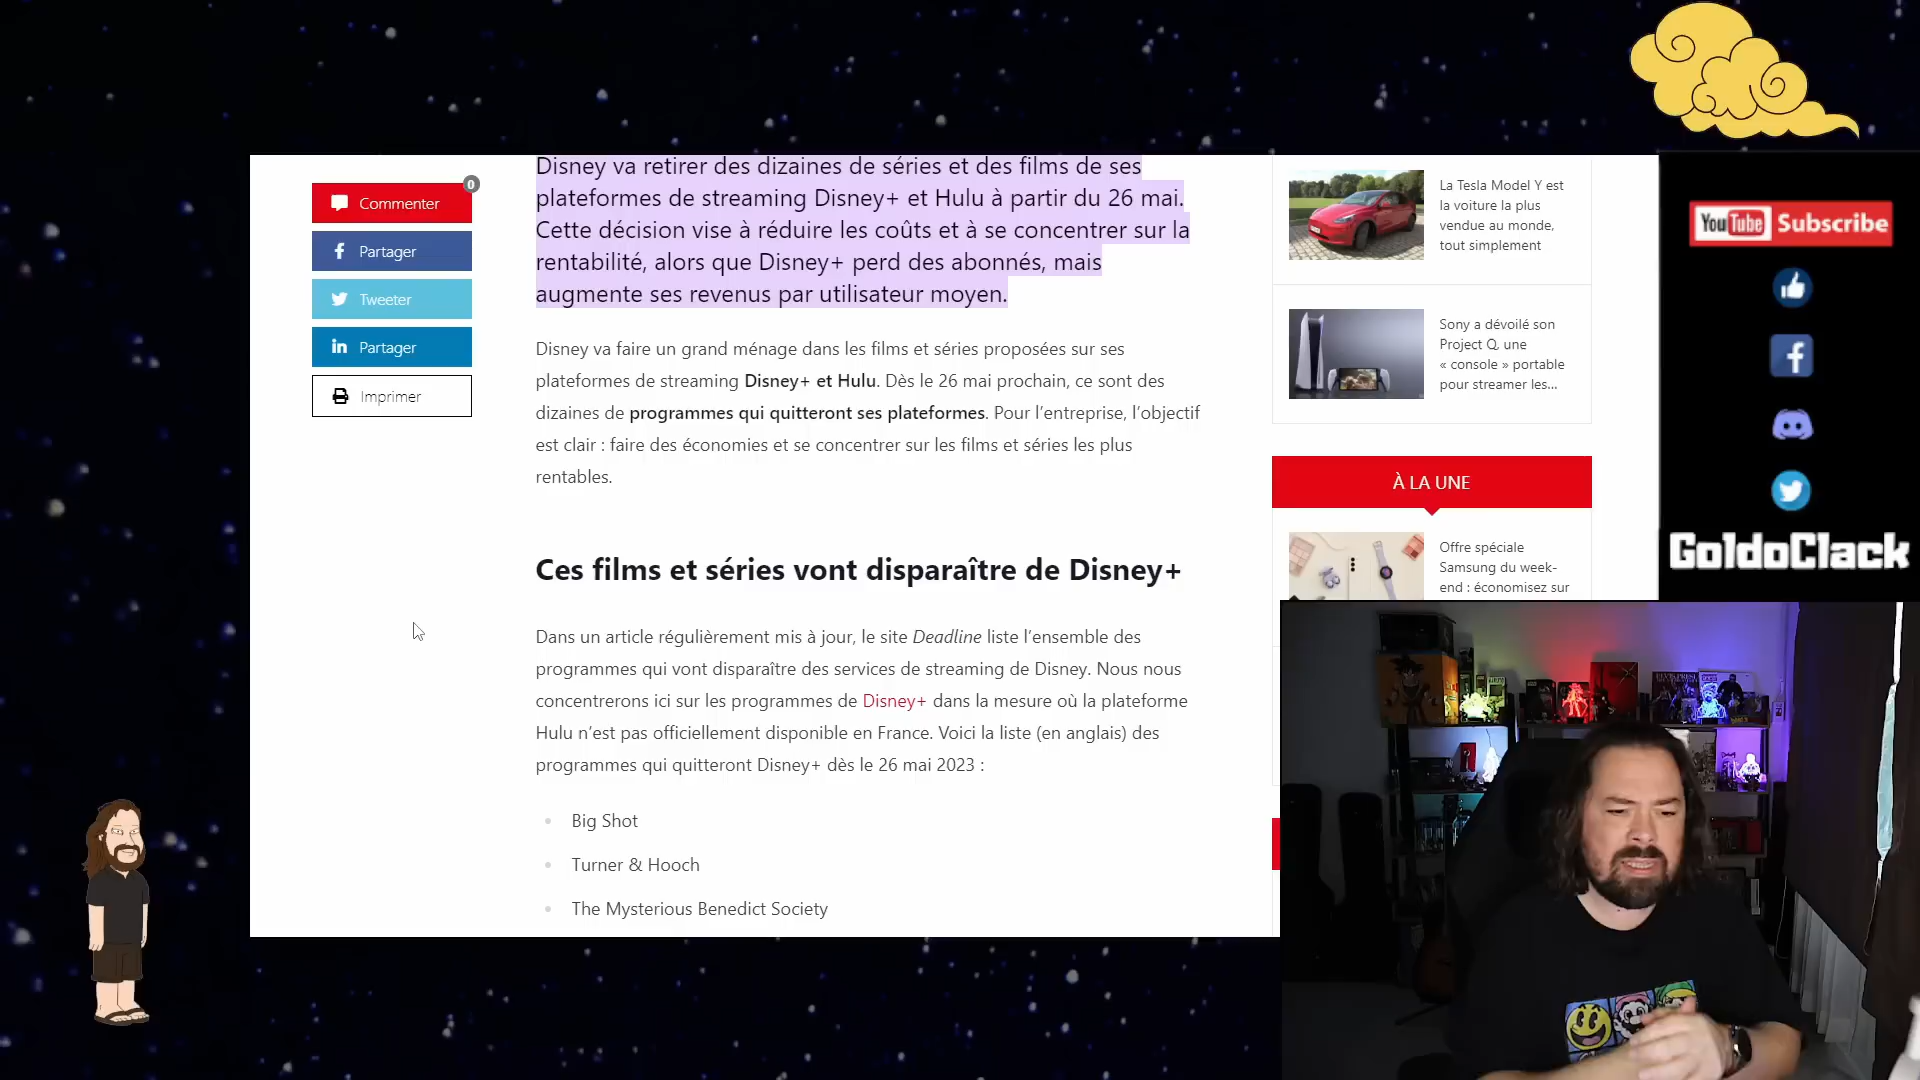 Commenter
0
Partager
Tweeter
Partager
Imprimer
Disney va retirer des dizaines de séries et des films de ses
plateformes de streaming Disney+ et Hulu à partir du 26 mai.
Cette décision vise à réduire les coûts et à se concentrer sur la
rentabilité, alors que Disney+ perd des abonnés, mais
augmente ses revenus par utilisateur moyen.
Disney va faire un grand ménage dans les films et séries proposées sur ses
plateformes de streaming Disney+ et Hulu. Dès le 26 mai prochain, ce sont des
dizaines de programmes qui quitteront ses plateformes. Pour l’entreprise, l’objectif
est clair : faire des économies et se concentrer sur les films et séries les plus
rentables.
Ces films et séries vont disparaître de Disney+
Dans un article régulièrement mis à jour, le site Deadline liste l’ensemble des
programmes qui vont disparaître des services de streaming de Disney. Nous nous
concentrerons ici sur les programmes de Disney+ dans la mesure où la plateforme
Hulu n’est pas officiellement disponible en France. Voici la liste (en anglais) des
programmes qui quitteront Disney+ dès le 26 mai 2023 :
Big Shot
Turner & Hooch
The Mysterious Benedict Society
La Tesla Model Y est
la voiture la plus
vendue au monde,
tout simplement
Sony a dévoilé son
Project Q, une
« console » portable
pour streamer les...
À LA UNE
Offre spéciale
Samsung du week-
end : économisez sur
YouTube Subscribe
GoldoClack